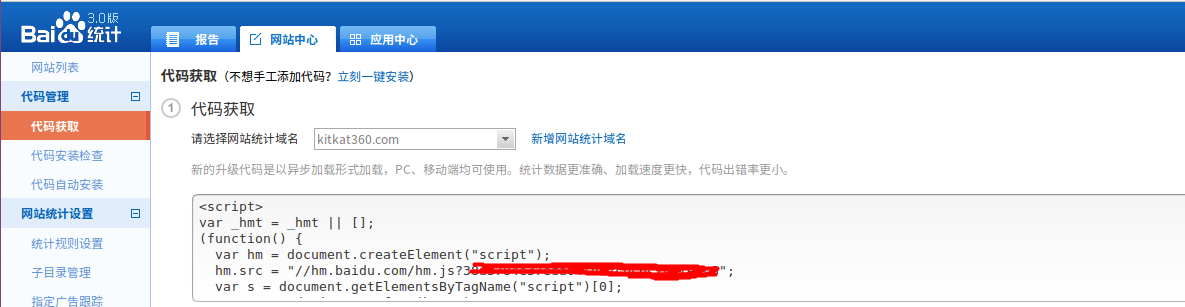 Bai du 统计 3.0版
报告 网站中心 应用中心
网站列表
代码管理
代码获取
代码安装检查
代码自动安装
网站统计设置
统计规则设置
子目录管理
指定广告跟踪
代码获取（不想手工添加代码？立刻一键安装）
1 代码获取
请选择网站统计域名 kitkat360.com 新增网站统计域名
新的升级代码是以异步加载形式加载，PC、移动端均可使用。统计数据更准确、加载速度更快，代码出错率更小。
<script>
var _hmt = _hmt || [];
(function() {
var hm = document.createElement("script");
hm.src = "//hm.baidu.com/hm.js?3 ";
var s = document.getElementsByTagName("script")[0];